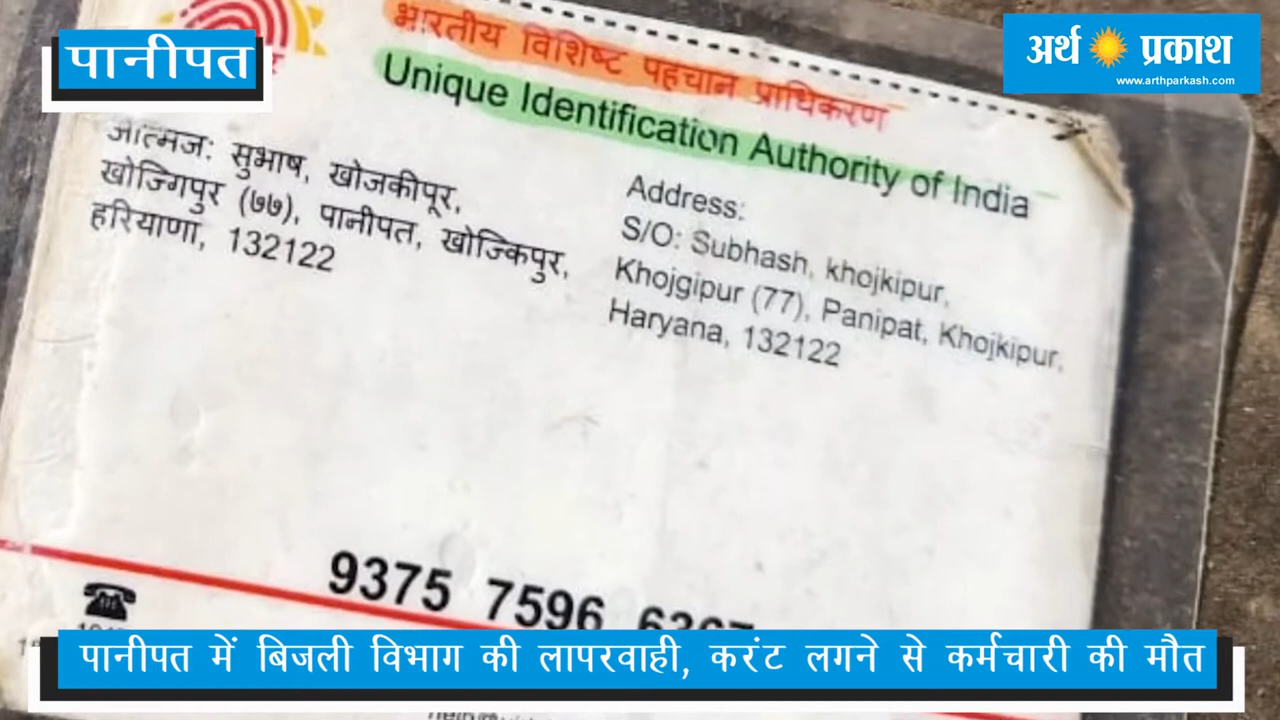 पानीपत
अर्थ प्रकाश
www.arthparkash.com
भारतीय विशिष्ट पहचान प्राधिकरण
Unique Identification Authority of India
आत्मज: सुभाष, खोजकीपूर,
खोज्गिपुर (७७), पानीपत, खोज्किपुर,
हरियाणा, 132122
Address:
S/O: Subhash, khojkipur,
Khojgipur (77), Panipat, Khojkipur,
Haryana, 132122
9375 7596
पानीपत में बिजली विभाग की लापरवाही, करंट लगने से कर्मचारी की मौत